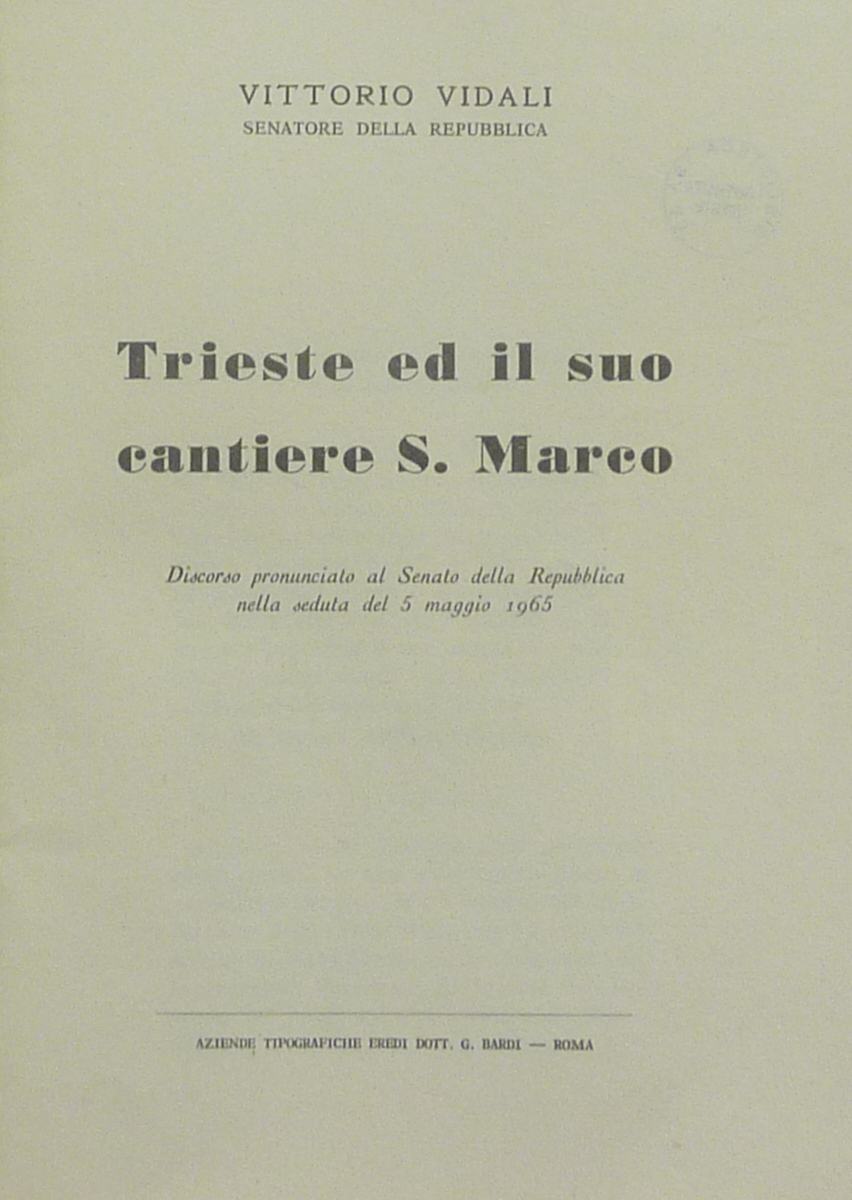 VITTORIO VIDALI
SENATORE DELLA REPUBBLICA
Trieste ed il suo
cantiere S. Marco
Discorso pronunciato al Senato della Repubblica
nella seduta del 5 maggio 1965
AZIENDE TIPOGRAFICHE EREDI DOTT. G. BARDI — ROMA